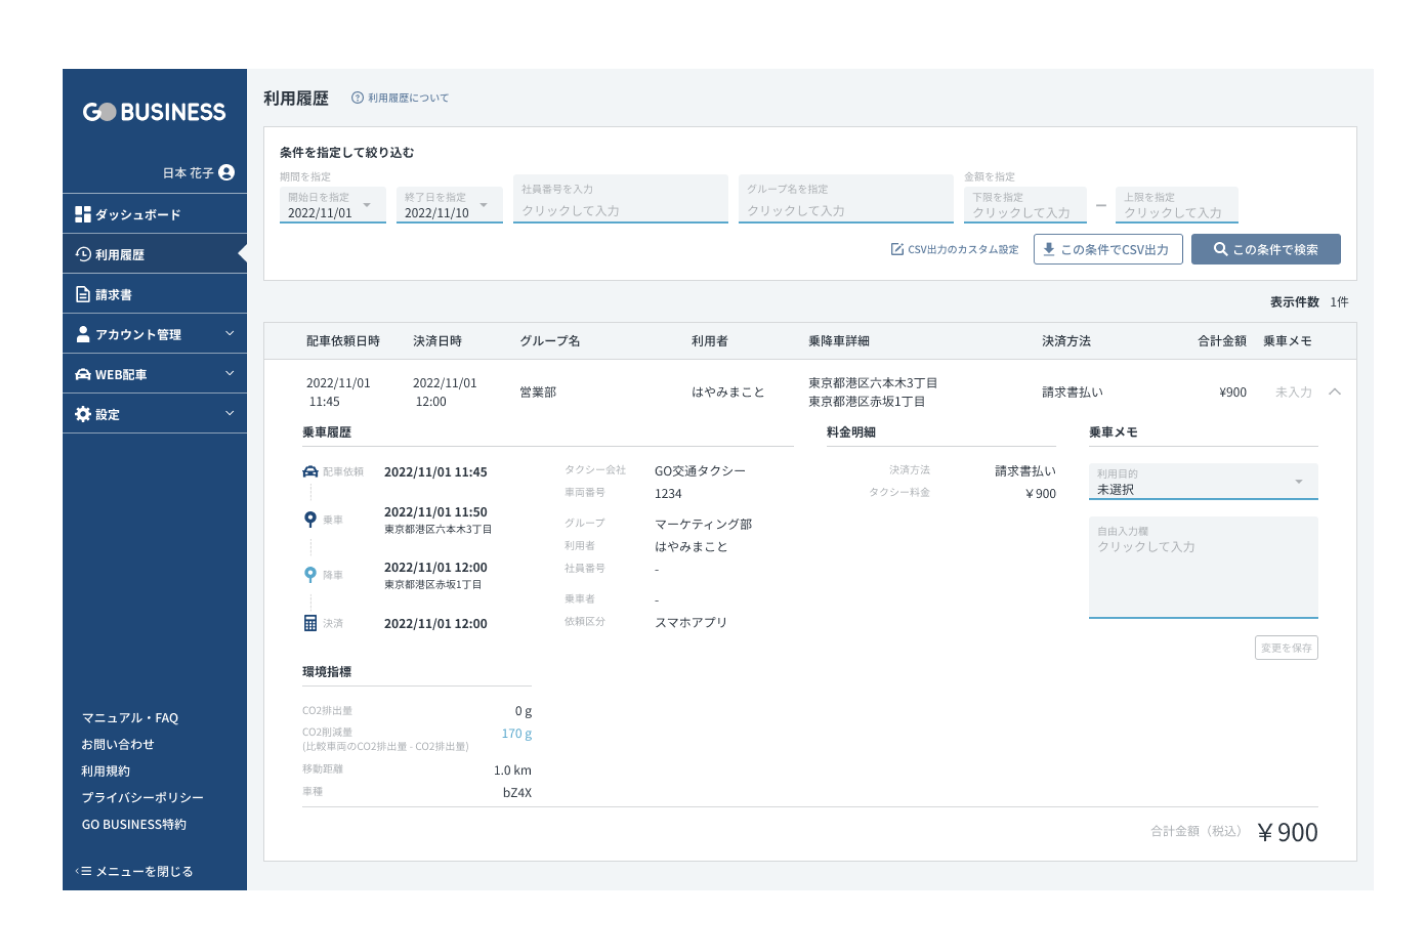 GO BUSINESS
日本 花子
ダッシュボード
利用履歴
請求書
アカウント管理
WEB配車
設定
マニュアル・FAQ
お問い合わせ
利用規約
プライバシーポリシー
GO BUSINESS特約
メニューを閉じる
利用履歴 利用履歴について
条件を指定して絞り込む
期間を指定 金額を指定
開始日を指定 終了日を指定 社員番号を入力 グループ名を指定 下限を指定 上限を指定
2022/11/01 2022/11/10 クリックして入力 クリックして入力 クリックして入力 — クリックして入力
CSV出力のカスタム設定 この条件でCSV出力 この条件で検索
表示件数 1件
配車依頼日時 決済日時 グループ名 利用者 乗降車詳細 決済方法 合計金額 乗車メモ
2022/11/01 2022/11/01 営業部 はやみまこと 東京都港区六本木3丁目 請求書払い ¥900 未入力
11:45 12:00 東京都港区赤坂1丁目
乗車履歴 料金明細 乗車メモ
配車依頼 2022/11/01 11:45 タクシー会社 GO交通タクシー 決済方法 請求書払い 利用目的
車両番号 1234 タクシー料金 ¥900 未選択
乗車 2022/11/01 11:50 グループ マーケティング部 自由入力欄
東京都港区六本木3丁目 利用者 はやみまこと クリックして入力
降車 2022/11/01 12:00 社員番号 -
東京都港区赤坂1丁目 乗車者 -
決済 2022/11/01 12:00 依頼区分 スマホアプリ
変更を保存
環境指標
CO2排出量 0 g
CO2削減量 170 g
(比較車両のCO2排出量 - CO2排出量)
移動距離 1.0 km
車種 bZ4X
合計金額（税込） ¥900